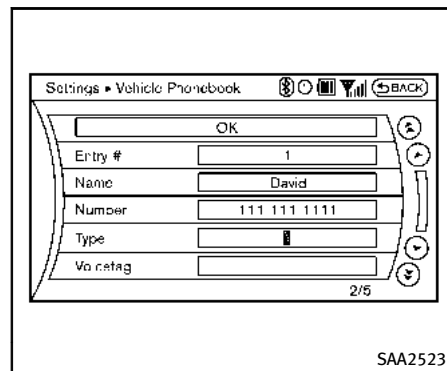 Settings ▸ Vehicle Phonebook BACK
OK
Entry # 1
Name David
Number 111 111 1111
Type
Voicetag
2/5
SAA2523